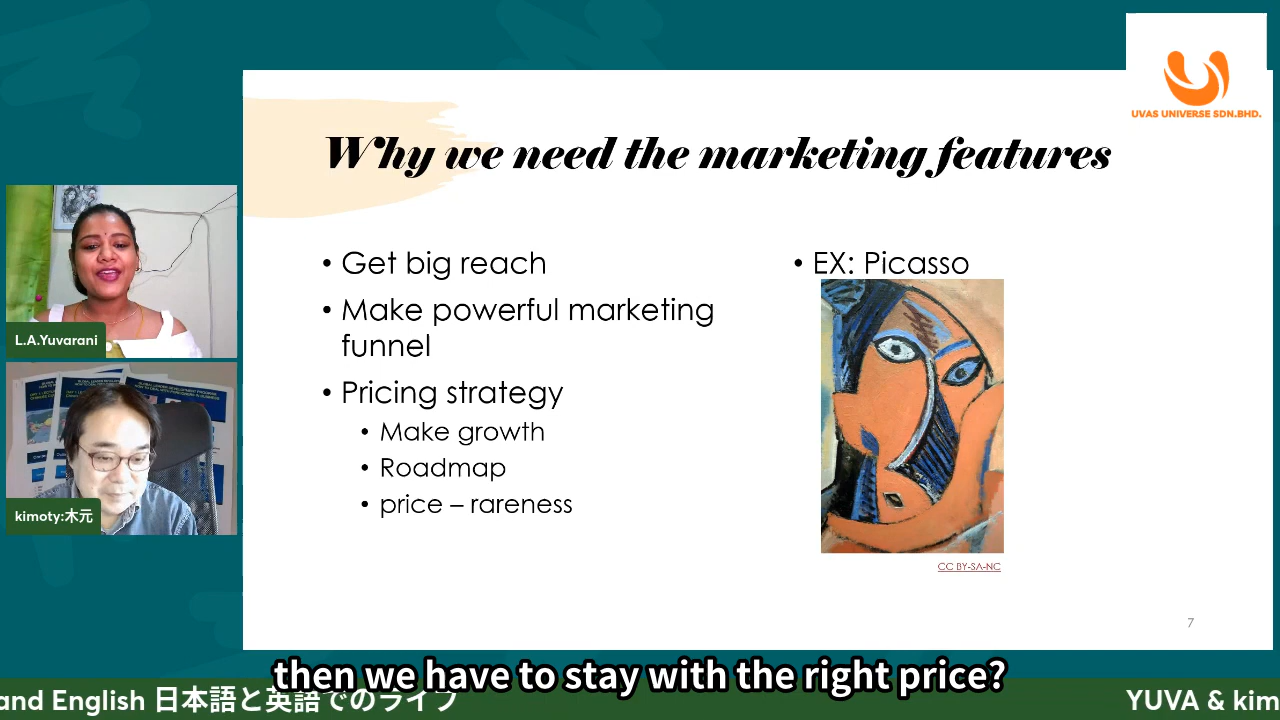 UVAS UNIVERSE SDN.BHD.
Why we need the marketing features
• Get big reach
• Make powerful marketing
funnel
• Pricing strategy
• Make growth
• Roadmap
• price – rareness
• EX: Picasso
CC BY-SA-NC
7
L.A.Yuvarani
kimoty:木元
then we have to stay with the right price?
and English 日本語と英語でのライブ
YUVA & kim